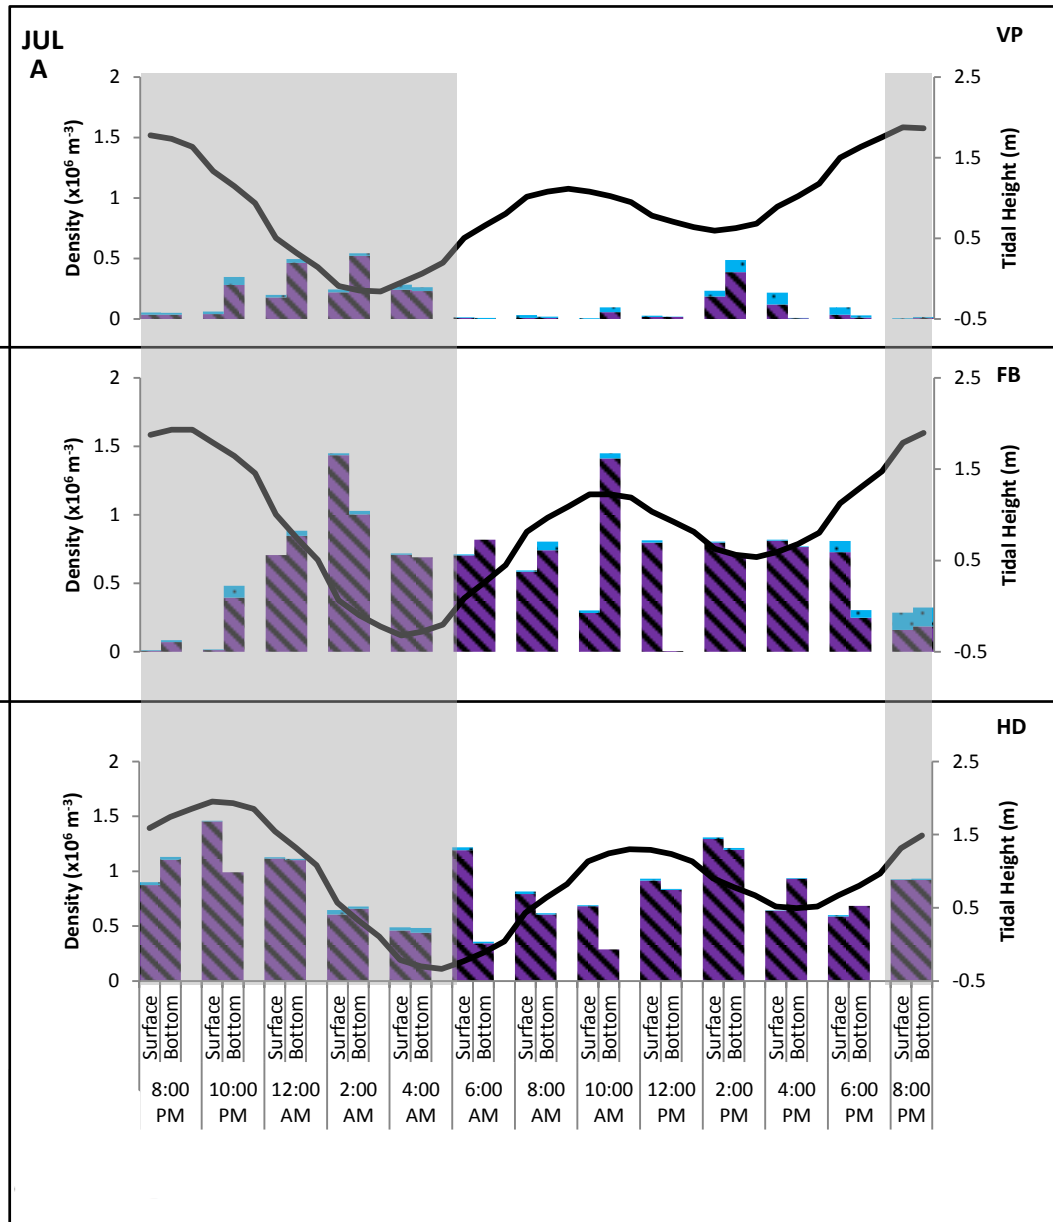 JUL
A
VP
2
1.5
1
0.5
0
Density (x10⁶ m⁻³)
2.5
1.5
0.5
-0.5
Tidal Height (m)
FB
2
1.5
1
0.5
0
Density (x10⁶ m⁻³)
2.5
1.5
0.5
-0.5
Tidal Height (m)
HD
2
1.5
1
0.5
0
Density (x10⁶ m⁻³)
2.5
1.5
0.5
-0.5
Tidal Height (m)
Surface
Bottom
Surface
Bottom
Surface
Bottom
Surface
Bottom
Surface
Bottom
Surface
Bottom
Surface
Bottom
Surface
Bottom
Surface
Bottom
Surface
Bottom
Surface
Bottom
Surface
Bottom
Surface
Bottom
8:00 10:00 12:00 2:00 4:00 6:00 8:00 10:00 12:00 2:00 4:00 6:00 8:00
PM PM AM AM AM AM AM AM PM PM PM PM PM